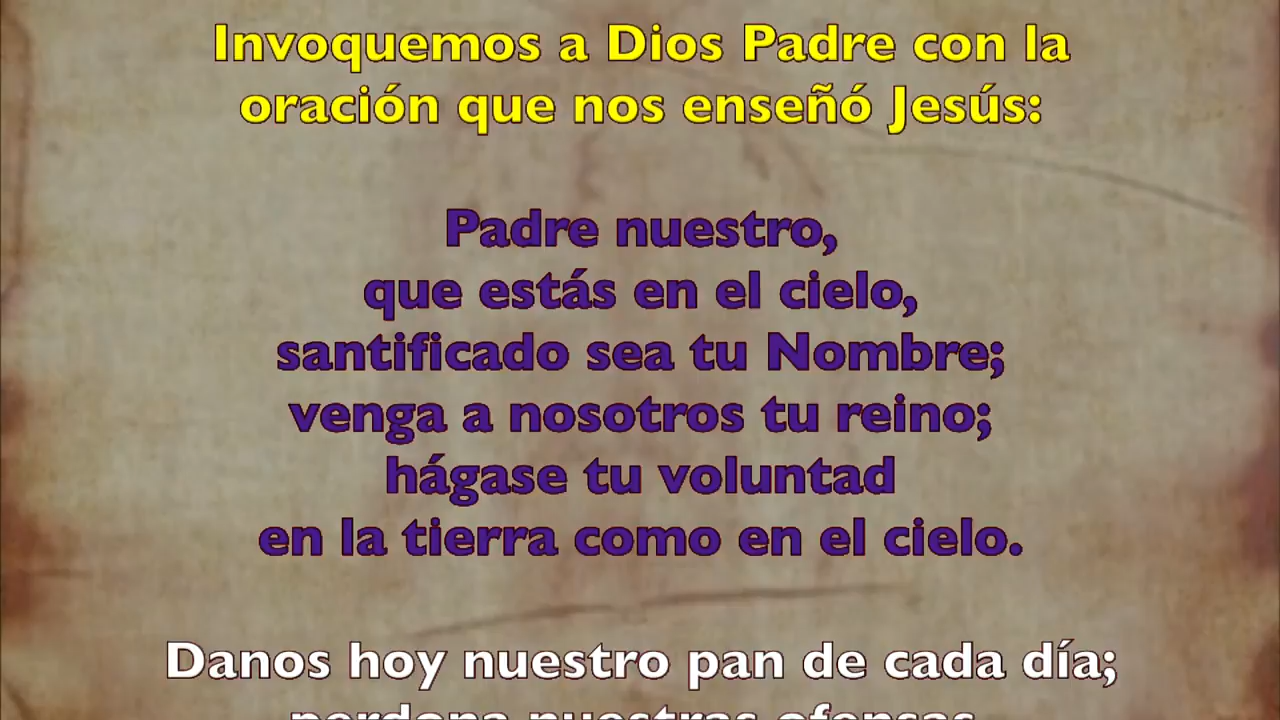 Invoquemos a Dios Padre con la
oración que nos enseñó Jesús:
Padre nuestro,
que estás en el cielo,
santificado sea tu Nombre;
venga a nosotros tu reino;
hágase tu voluntad
en la tierra como en el cielo.
Danos hoy nuestro pan de cada día;
perdona nuestras ofensas,